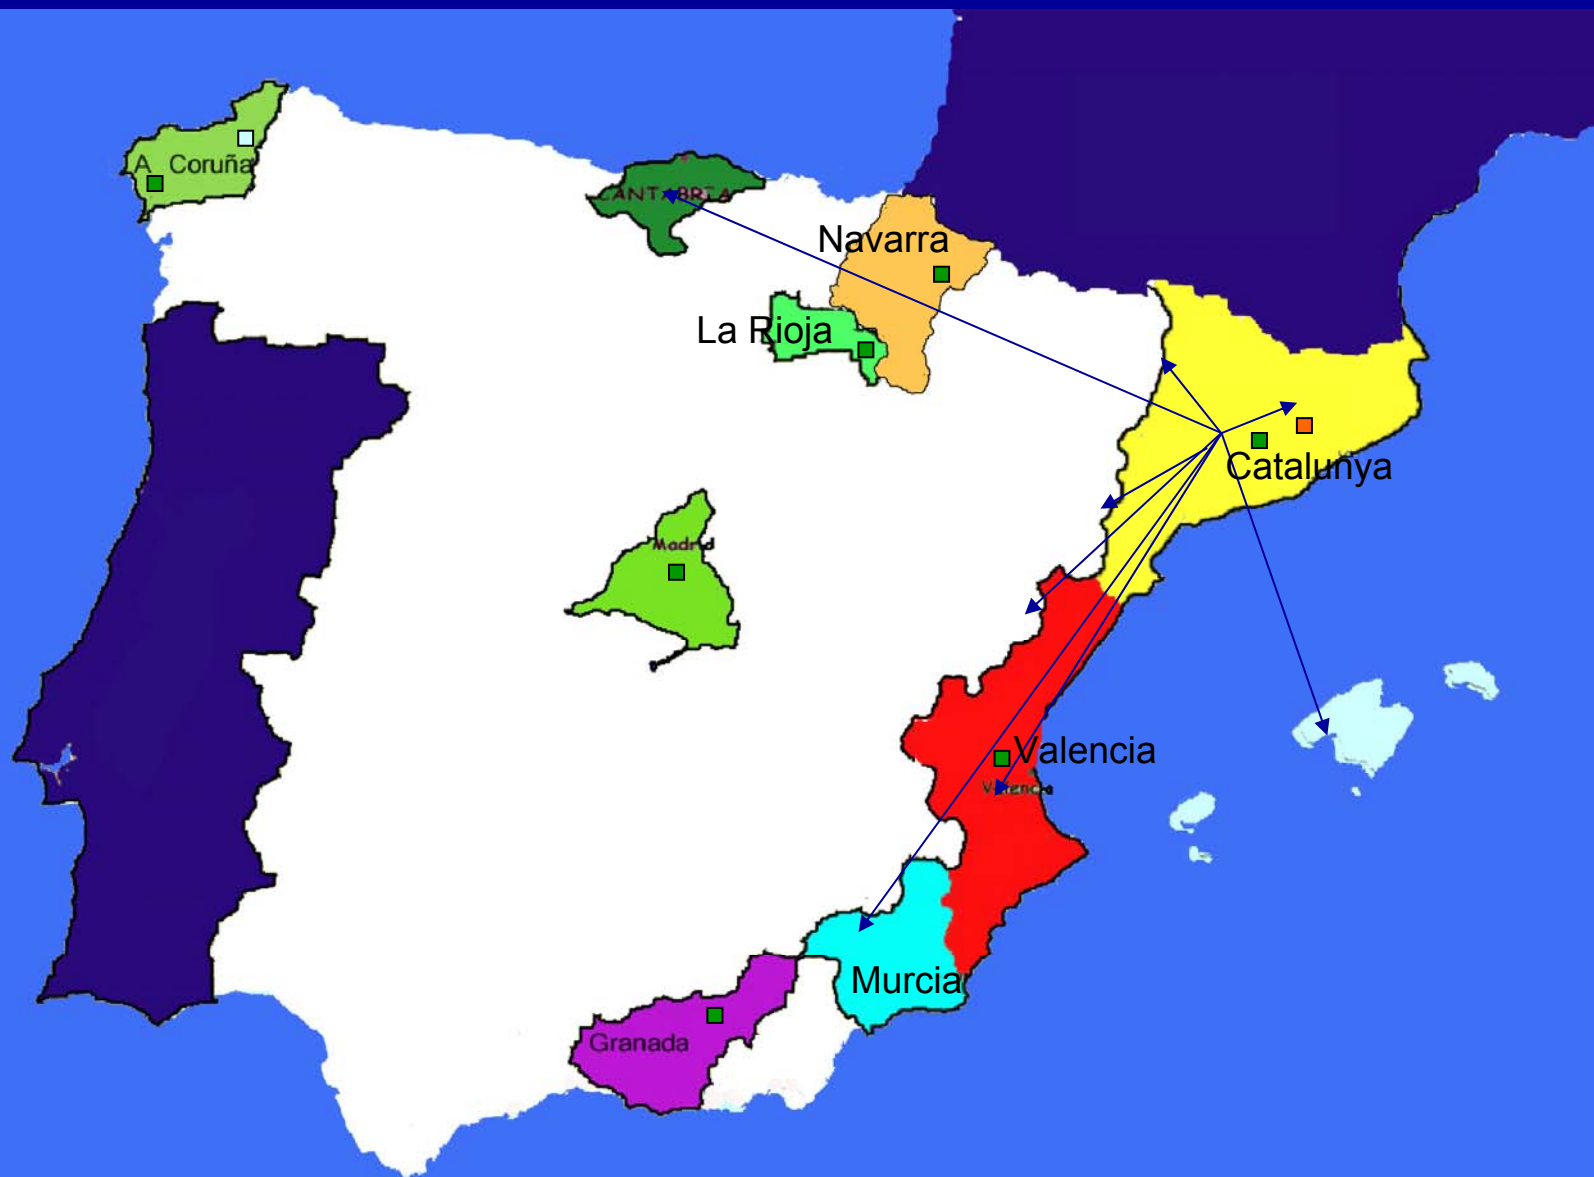 A Coruña
CANTABRIA
Navarra
La Rioja
Catalunya
Madrid
Valencia
Valencia
Murcia
Granada